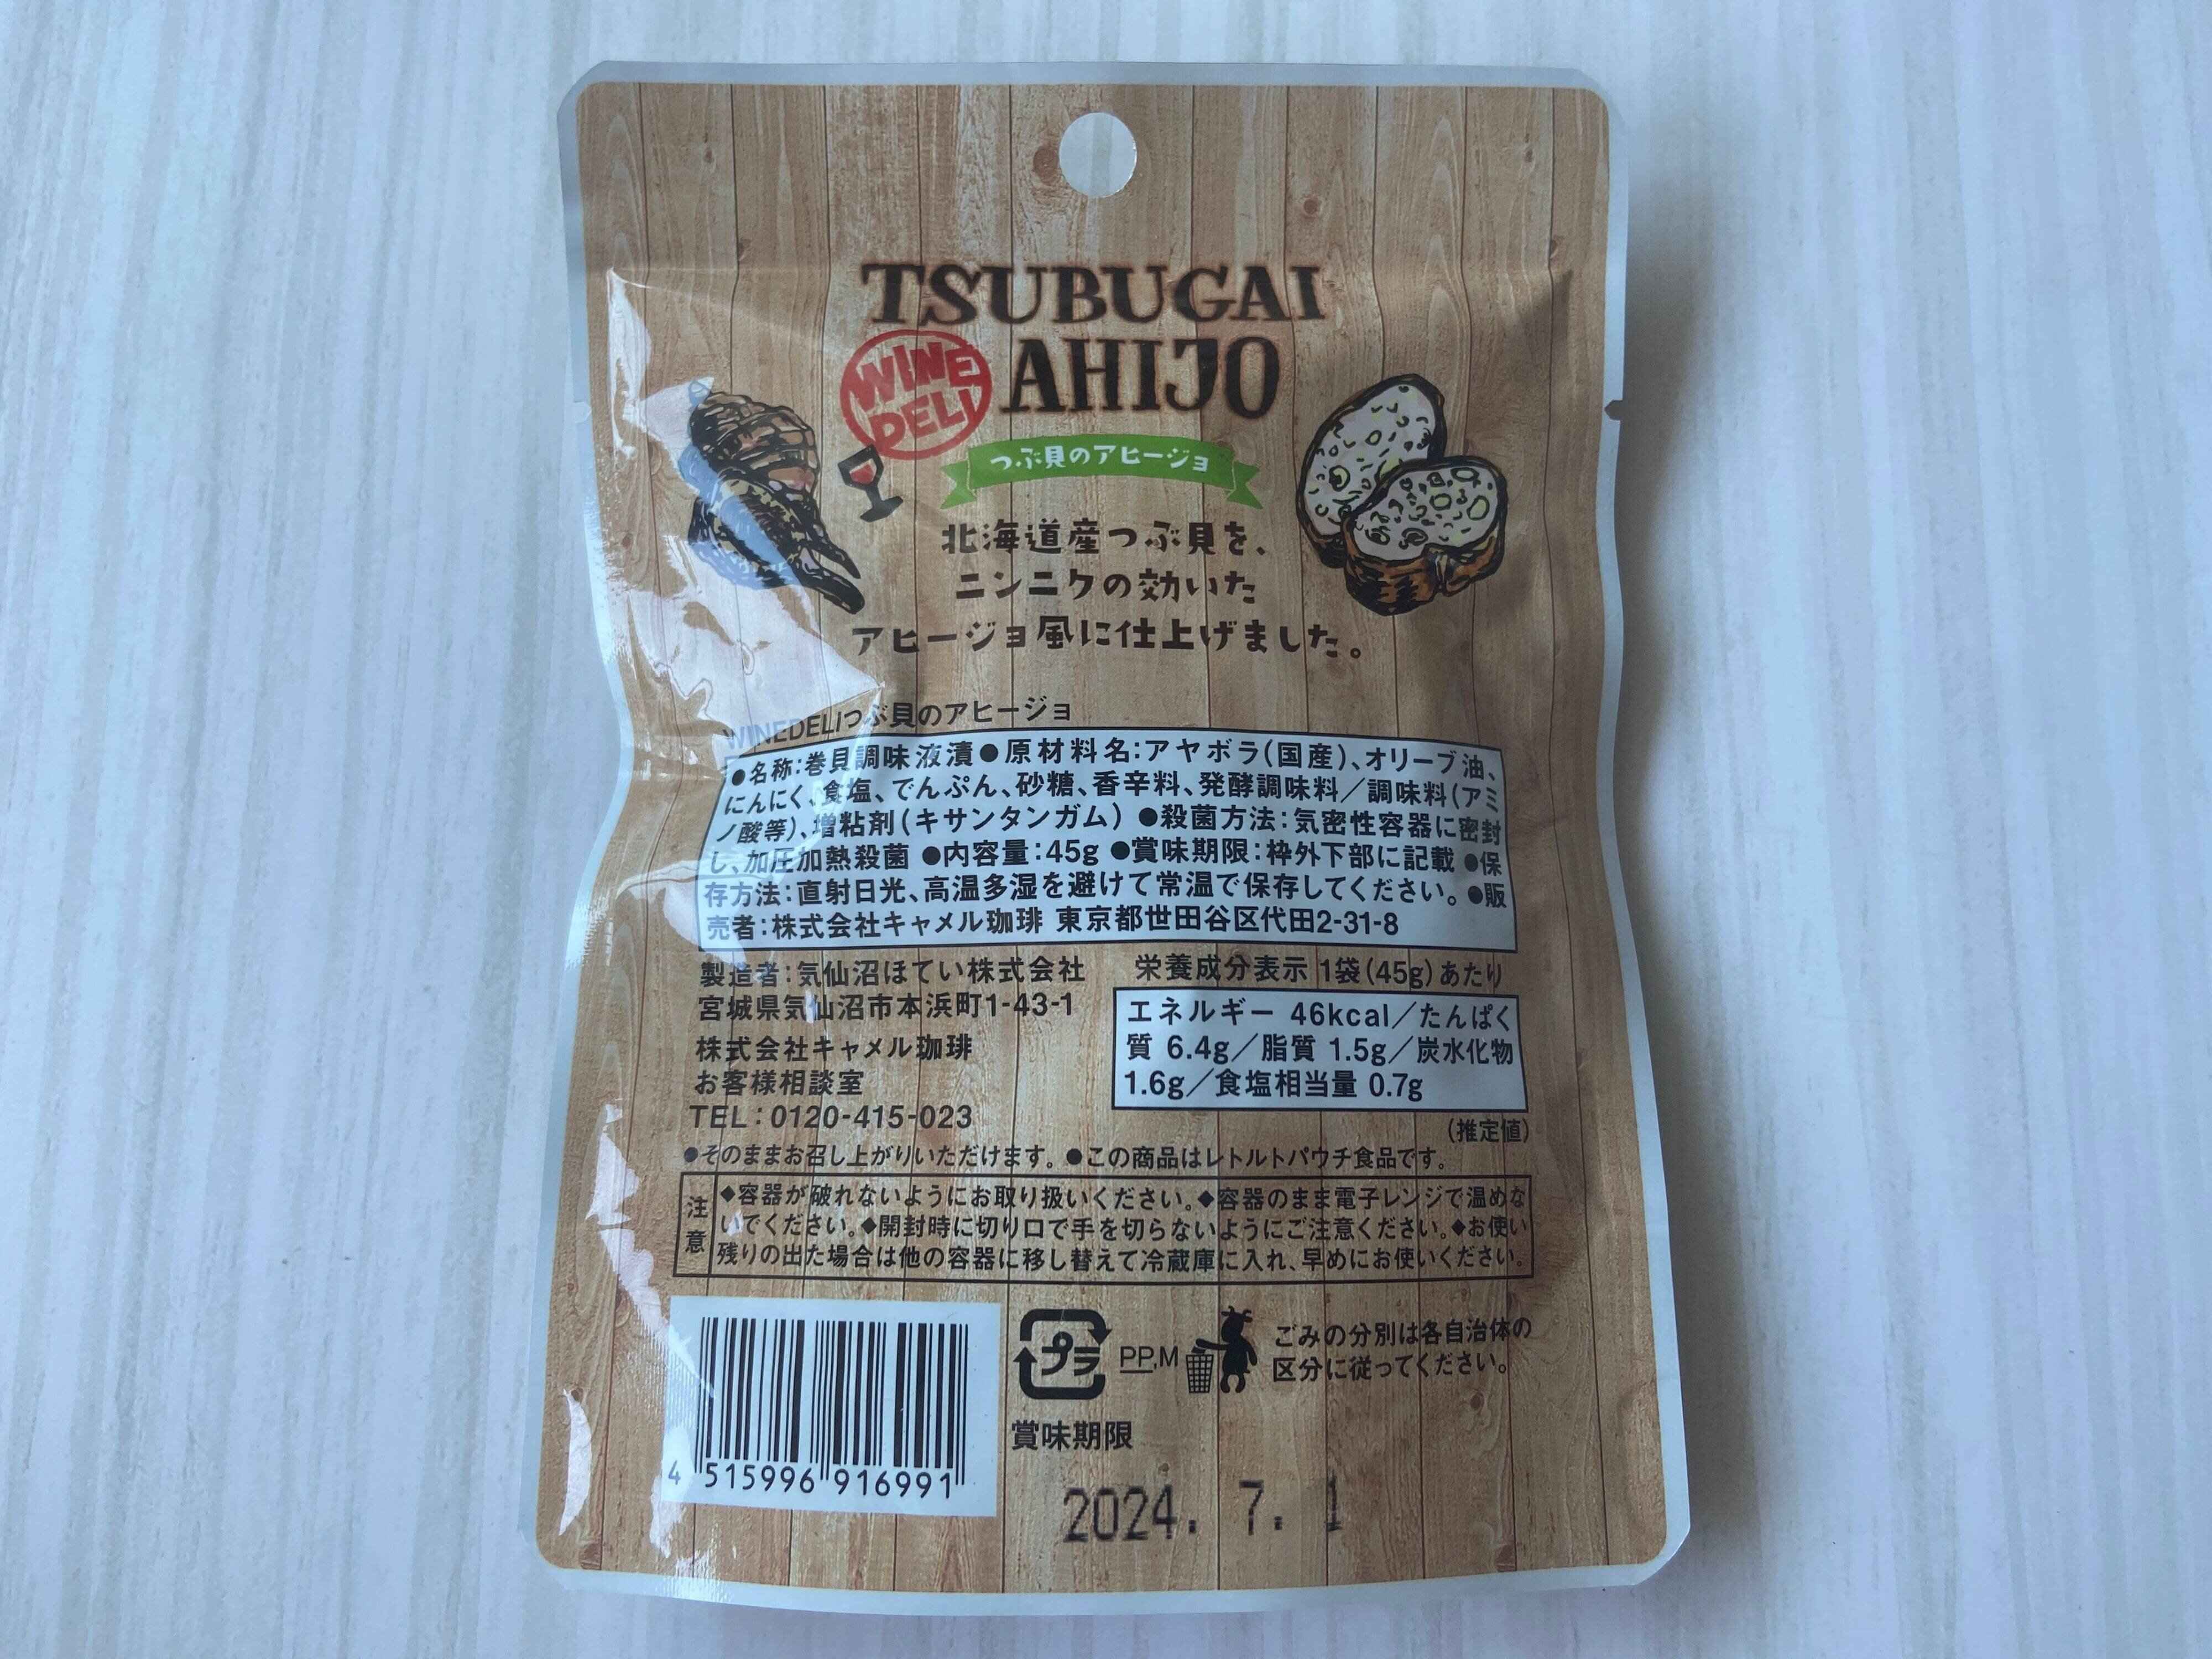 TSUBUGAI
WINE
DELI
AHIJO
つぶ貝のアヒージョ
北海道産つぶ貝を、
ニンニクの効いた
アヒージョ風に仕上げました。
WINEDELIつぶ貝のアヒージョ
●名称:巻貝調味液漬●原材料名:アヤボラ(国産)、オリーブ油、
にんにく、食塩、でんぷん、砂糖、香辛料、発酵調味料/調味料(アミ
ノ酸等)、増粘剤(キサンタンガム) ●殺菌方法:気密性容器に密封
し、加圧加熱殺菌 ●内容量:45g ●賞味期限:枠外下部に記載 ●保
存方法:直射日光、高温多湿を避けて常温で保存してください。●販
売者:株式会社キャメル珈琲 東京都世田谷区代田2-31-8
製造者:気仙沼ほてい株式会社
宮城県気仙沼市本浜町1-43-1
株式会社キャメル珈琲
お客様相談室
TEL:0120-415-023
栄養成分表示 1袋(45g)あたり
エネルギー 46kcal/たんぱく
質 6.4g/脂質 1.5g/炭水化物
1.6g/食塩相当量 0.7g
(推定値)
●そのままお召し上がりいただけます。●この商品はレトルトパウチ食品です。
注意
◆容器が破れないようにお取り扱いください。◆容器のまま電子レンジで温めな
いでください。◆開封時に切り口で手を切らないようにご注意ください。◆お使い
残りの出た場合は他の容器に移し替えて冷蔵庫に入れ、早めにお使いください。
プラ
PP,M
ごみの分別は各自治体の
区分に従ってください。
賞味期限
4 515996 916991
2024. 7. 1